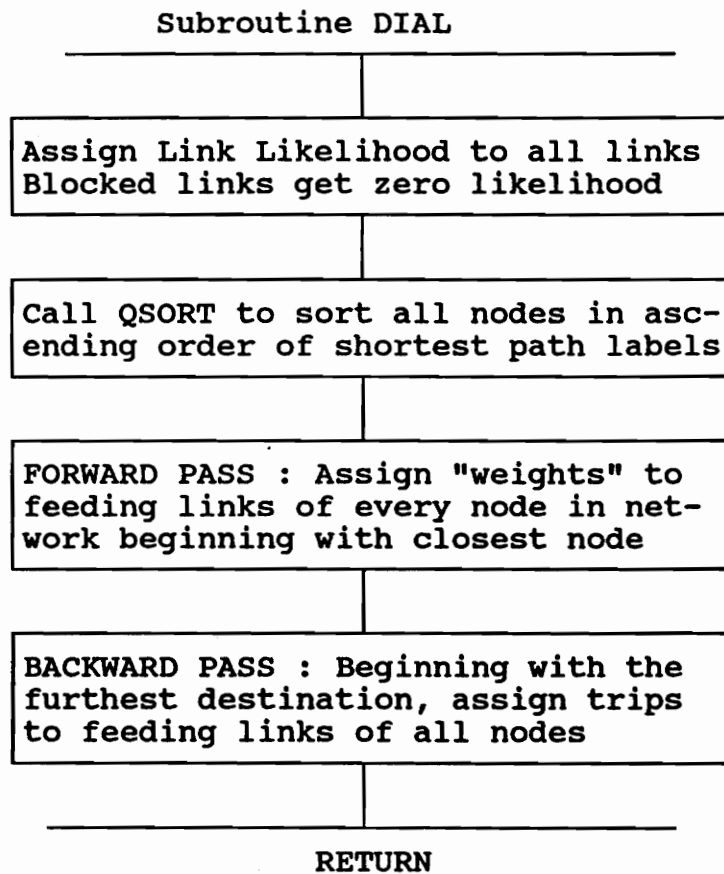 Subroutine DIAL
Assign Link Likelihood to all links
Blocked links get zero likelihood
Call QSORT to sort all nodes in asc-
ending order of shortest path labels
FORWARD PASS : Assign "weights" to
feeding links of every node in net-
work beginning with closest node
BACKWARD PASS : Beginning with the
furthest destination, assign trips
to feeding links of all nodes
RETURN